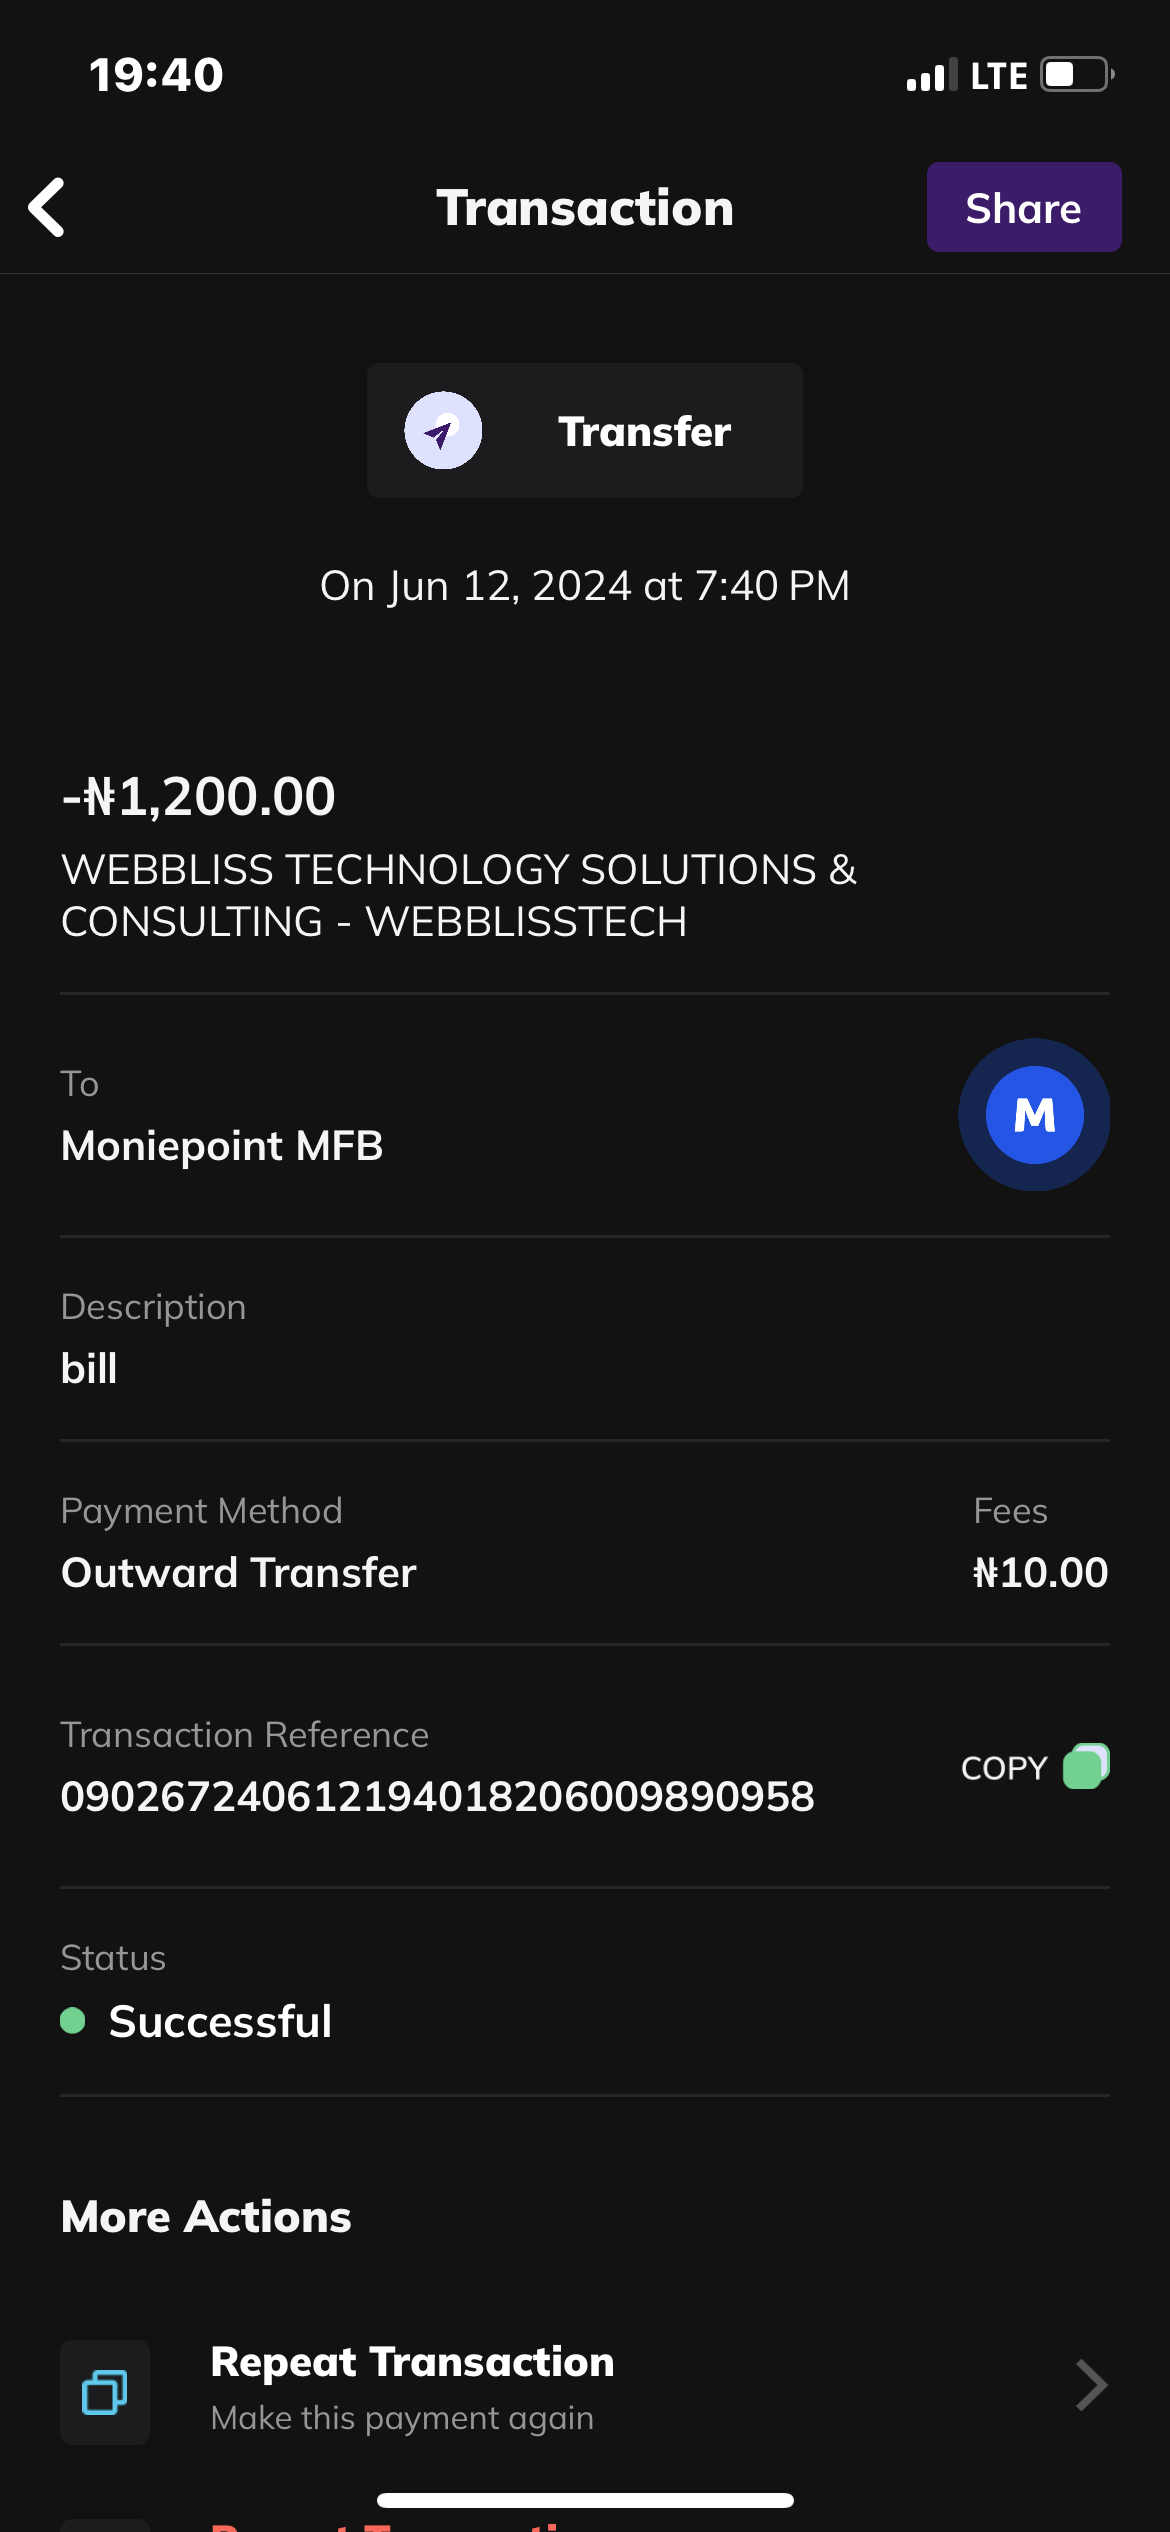 19:40
LTE
Transaction
Share
Transfer
On Jun 12, 2024 at 7:40 PM
-₦1,200.00
WEBBLISS TECHNOLOGY SOLUTIONS &
CONSULTING - WEBBLISSTECH
To
Moniepoint MFB
M
Description
bill
Payment Method
Fees
Outward Transfer
₦10.00
Transaction Reference
090267240612194018206009890958
COPY
Status
Successful
More Actions
Repeat Transaction
Make this payment again